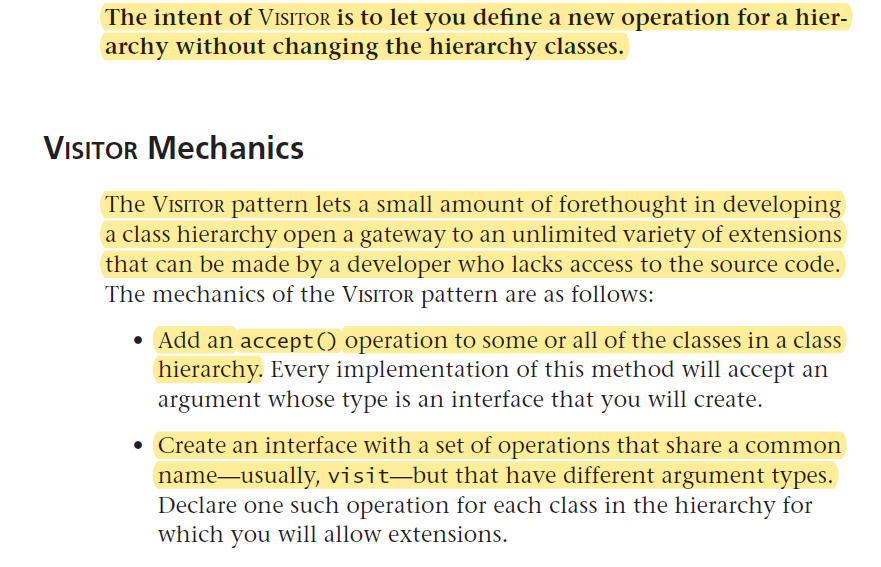 The intent of VISITOR is to let you define a new operation for a hier-
archy without changing the hierarchy classes.
VISITOR Mechanics
The VISITOR pattern lets a small amount of forethought in developing
a class hierarchy open a gateway to an unlimited variety of extensions
that can be made by a developer who lacks access to the source code.
The mechanics of the VISITOR pattern are as follows:
• Add an accept() operation to some or all of the classes in a class
hierarchy. Every implementation of this method will accept an
argument whose type is an interface that you will create.
• Create an interface with a set of operations that share a common
name—usually, visit—but that have different argument types.
Declare one such operation for each class in the hierarchy for
which you will allow extensions.